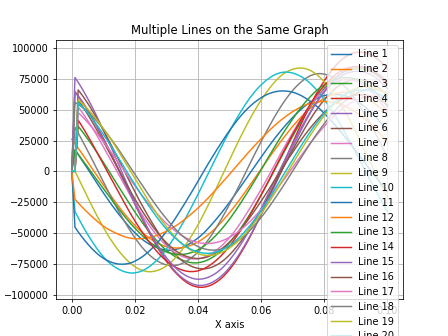 Multiple Lines on the Same Graph
100000
75000
50000
25000
0
−25000
−50000
−75000
−100000
0.00
0.02
0.04
0.06
X axis
Line 1
Line 2
Line 3
Line 4
Line 5
Line 6
Line 7
Line 8
Line 9
Line 10
Line 11
Line 12
Line 13
Line 14
Line 15
Line 16
Line 17
Line 18
Line 19